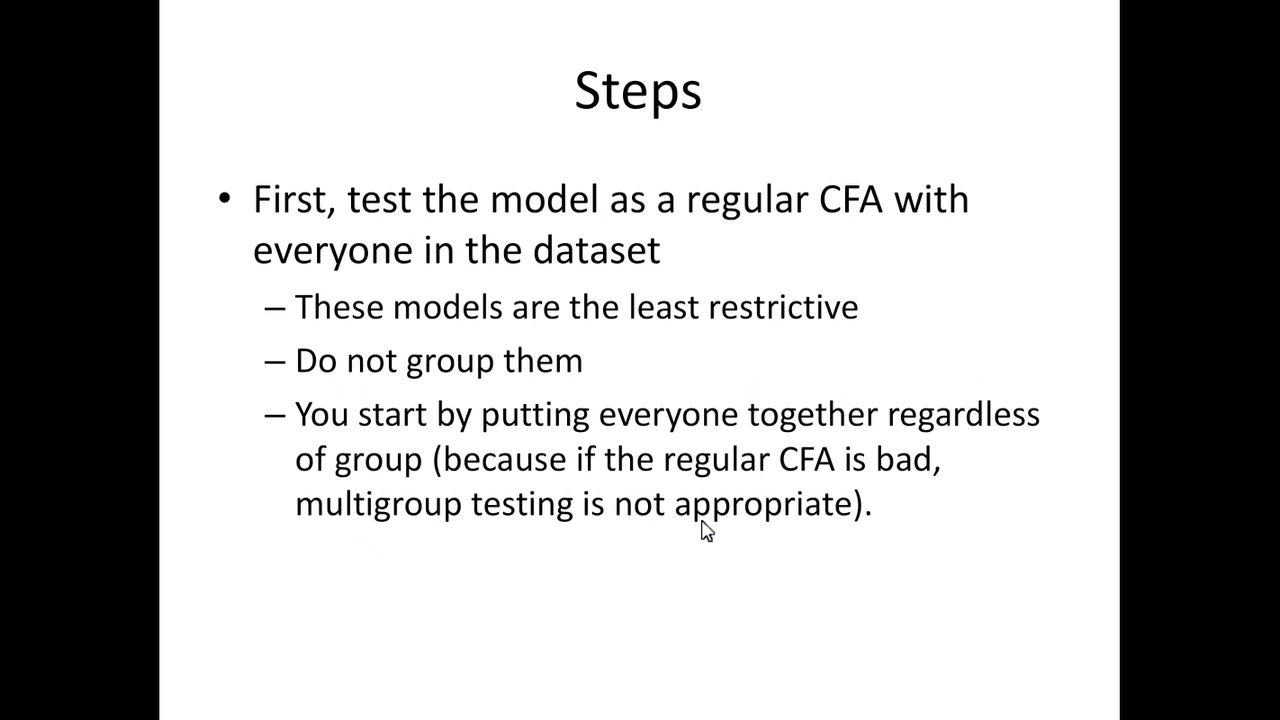 Steps
• First, test the model as a regular CFA with
everyone in the dataset
– These models are the least restrictive
– Do not group them
– You start by putting everyone together regardless
of group (because if the regular CFA is bad,
multigroup testing is not appropriate).